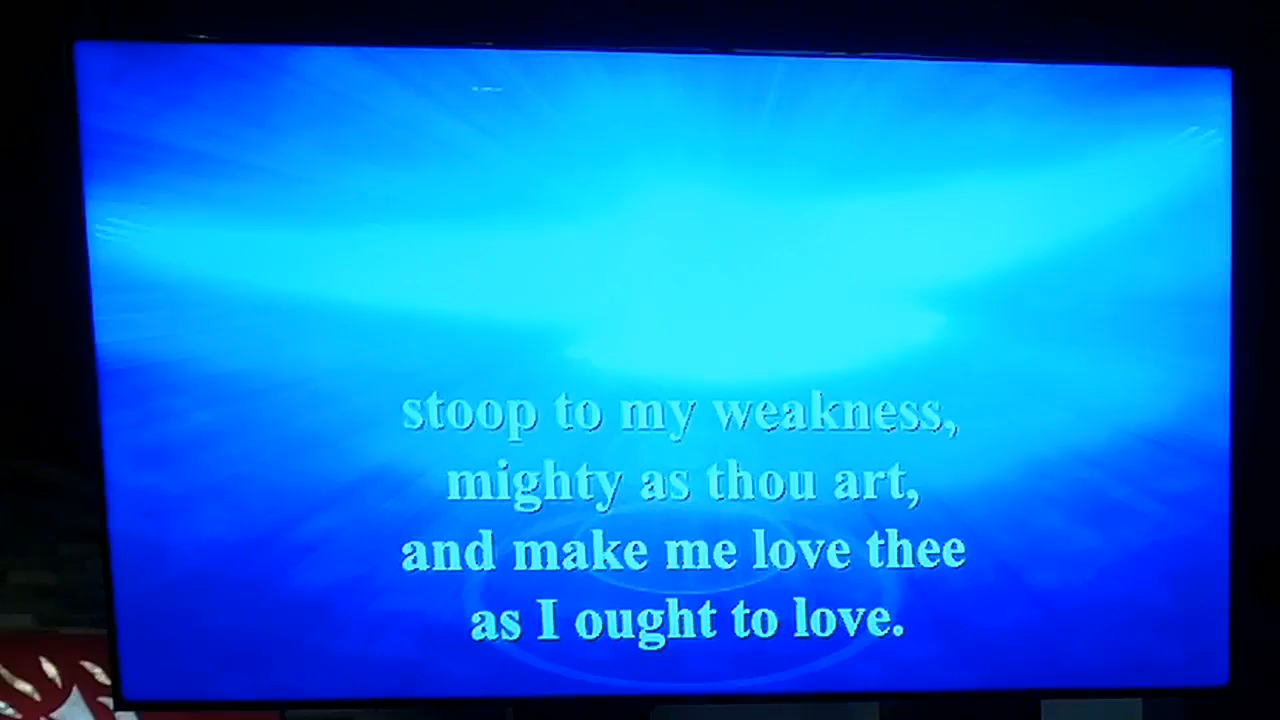 stoop to my weakness,
mighty as thou art,
and make me love thee
as I ought to love.